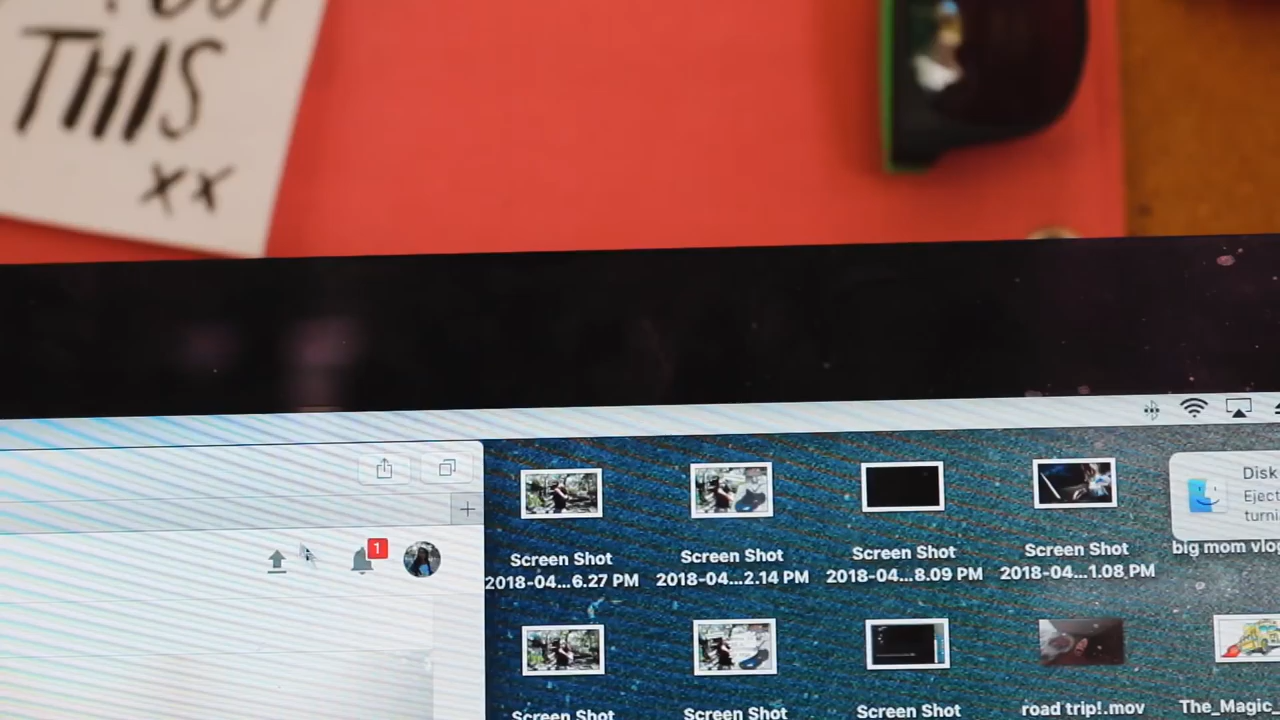 THIS
xx
1
Disk
Eject
turni
big mom vlo
Screen Shot
2018-04...6.27 PM
Screen Shot
2018-04...2.14 PM
Screen Shot
2018-04...8.09 PM
Screen Shot
2018-04...1.08 PM
Screen Shot
Screen Shot
Screen Shot
road trip!.mov
The_Magic_